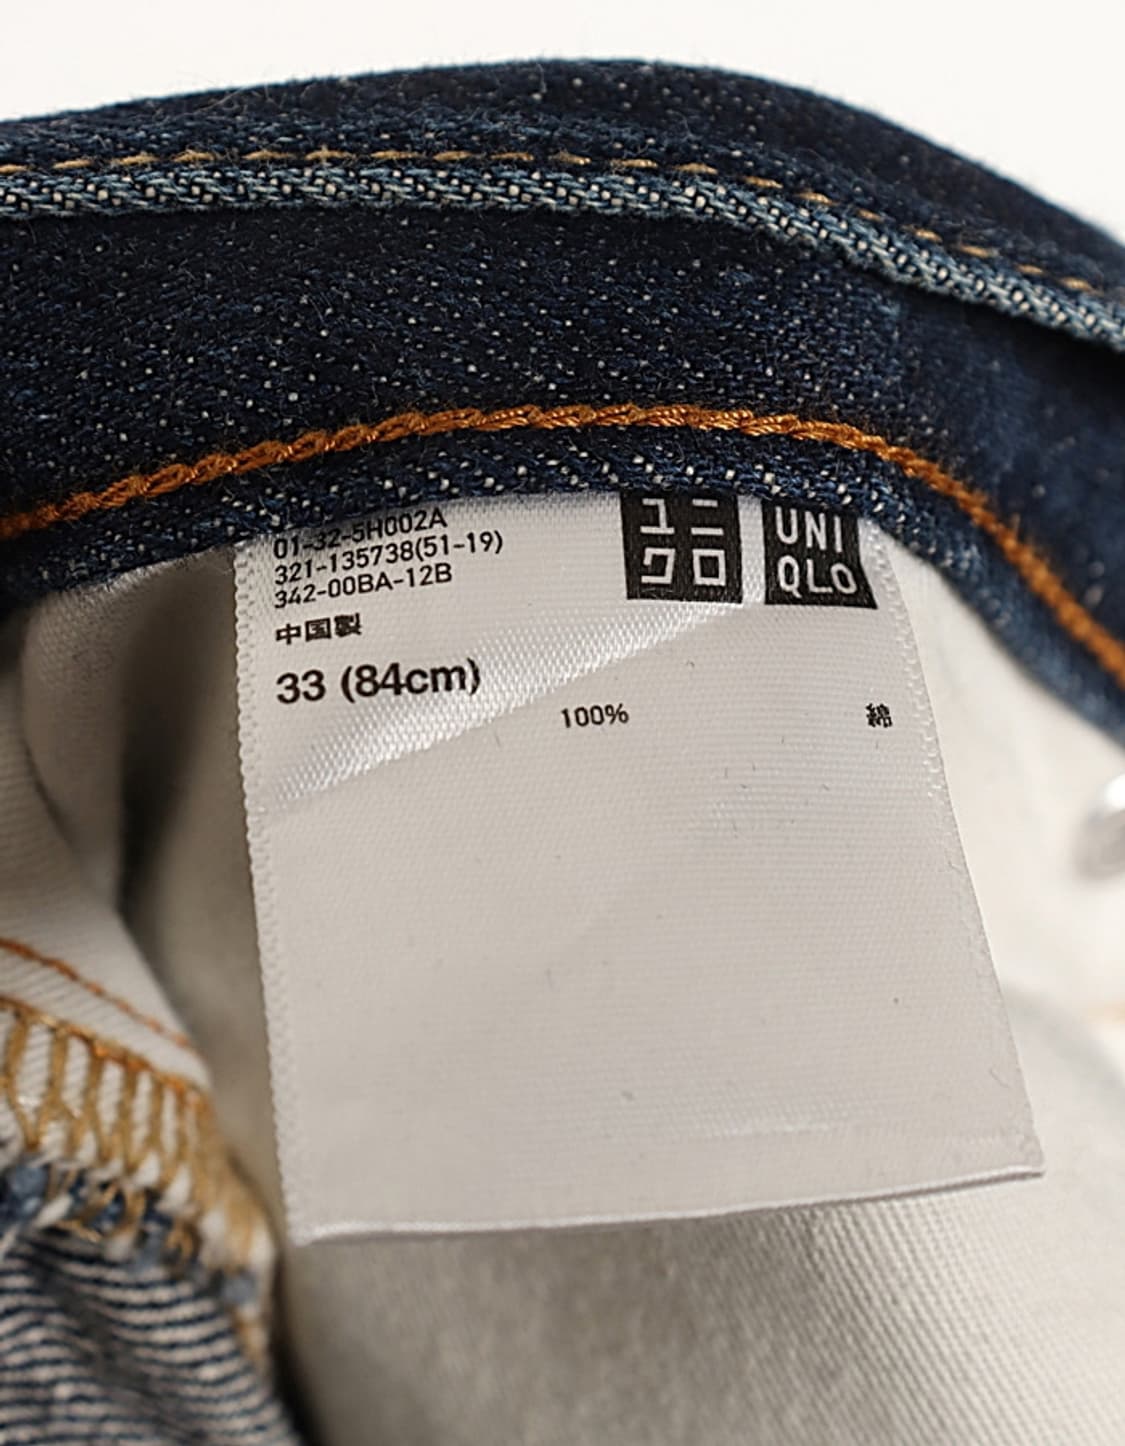 01-32-5H002A
321-135738(51-19)
342-00BA-12B
中国製
33 (84cm)
ユニ
クロ
UNI
QLO
100% 綿